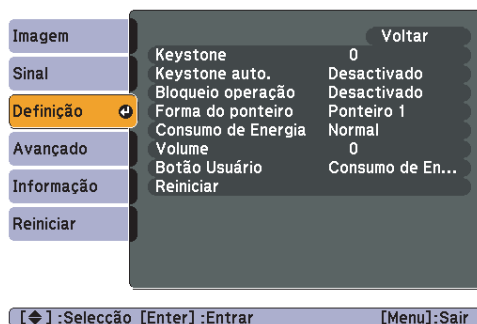 Imagem
Sinal
Definição
Avançado
Informação
Reiniciar
Voltar
Keystone 0
Keystone auto. Desactivado
Bloqueio operação Desactivado
Forma do ponteiro Ponteiro 1
Consumo de Energia Normal
Volume 0
Botão Usuário Consumo de En...
Reiniciar
[◆] :Selecção [Enter] :Entrar [Menu]:Sair